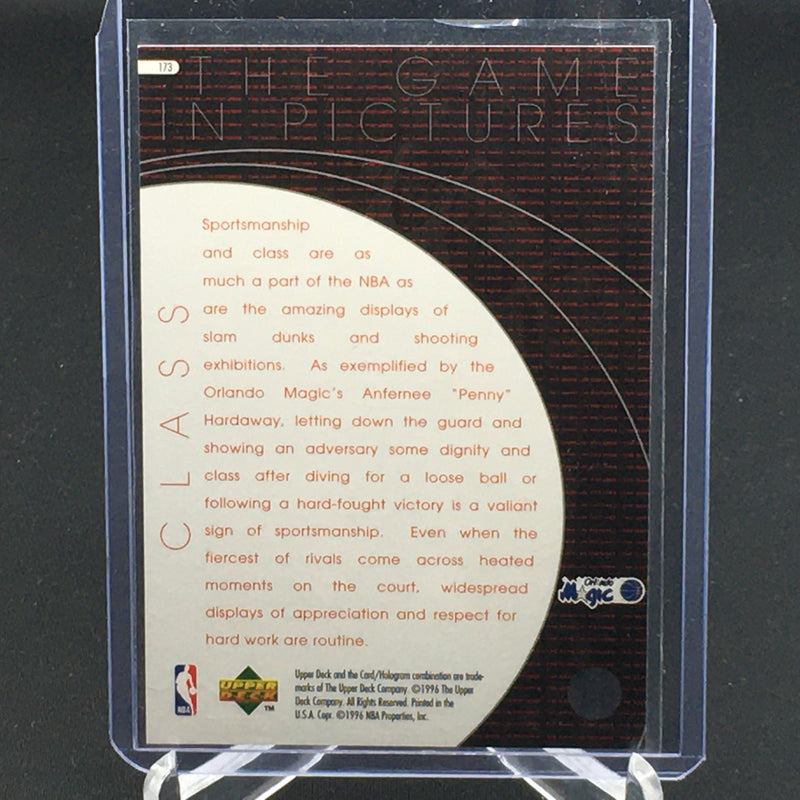 173
THE GAME
IN PICTURES
CLASS
Sportsmanship
and class are as
much a part of the NBA as
are the amazing displays of
slam dunks and shooting
exhibitions. As exemplified by the
Orlando Magic's Anfernee "Penny"
Hardaway, letting down the guard and
showing an adversary some dignity and
class after diving for a loose ball or
following a hard-fought victory is a valiant
sign of sportsmanship. Even when the
fiercest of rivals come across heated
moments on the court, widespread
displays of appreciation and respect for
hard work are routine.
Orlando
Magic
NBA
UPPER
DECK
TM
Upper Deck and the Card/Hologram combination are trade-
marks of The Upper Deck Company. ©1996 The Upper
Deck Company. All Rights Reserved. Printed in the
U.S.A. Copr. ©1996 NBA Properties, Inc.